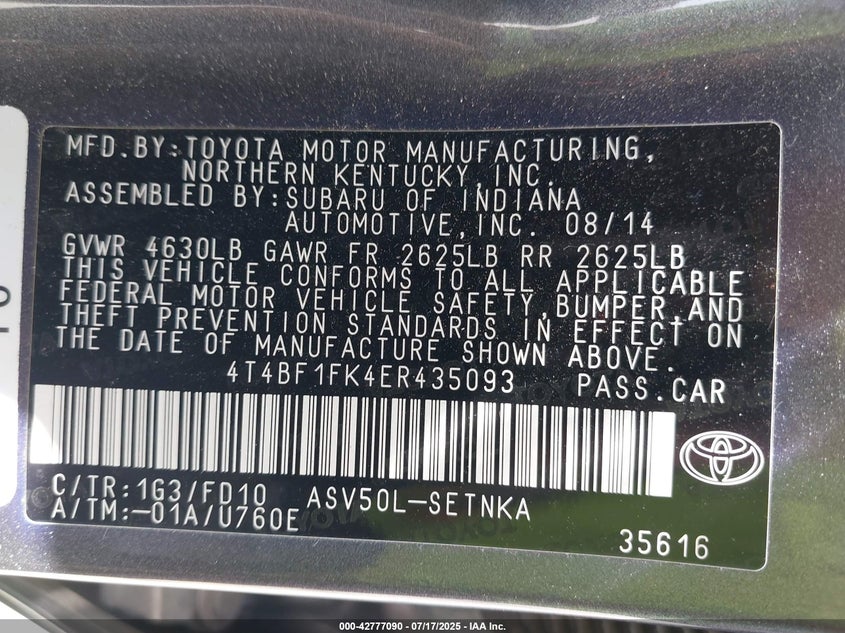 MFD.BY:TOYOTA MOTOR MANUFACTURING,
NORTHERN KENTUCKY,INC.
ASSEMBLED BY:SUBARU OF INDIANA
AUTOMOTIVE,INC. 08/14
GVWR 4630LB GAWR FR 2625LB RR 2625LB
THIS VEHICLE CONFORMS TO ALL APPLICABLE
FEDERAL MOTOR VEHICLE SAFETY,BUMPER,AND
THEFT PREVENTION STANDARDS IN EFFECT ON
THE DATE OF MANUFACTURE SHOWN ABOVE.
4T4BF1FK4ER435093 PASS.CAR
C/TR:1G3/FD10 ASV50L-SETNKA
A/TM:-01A/U760E
35616
000-42777090 - 07/17/2025 - IAA Inc.